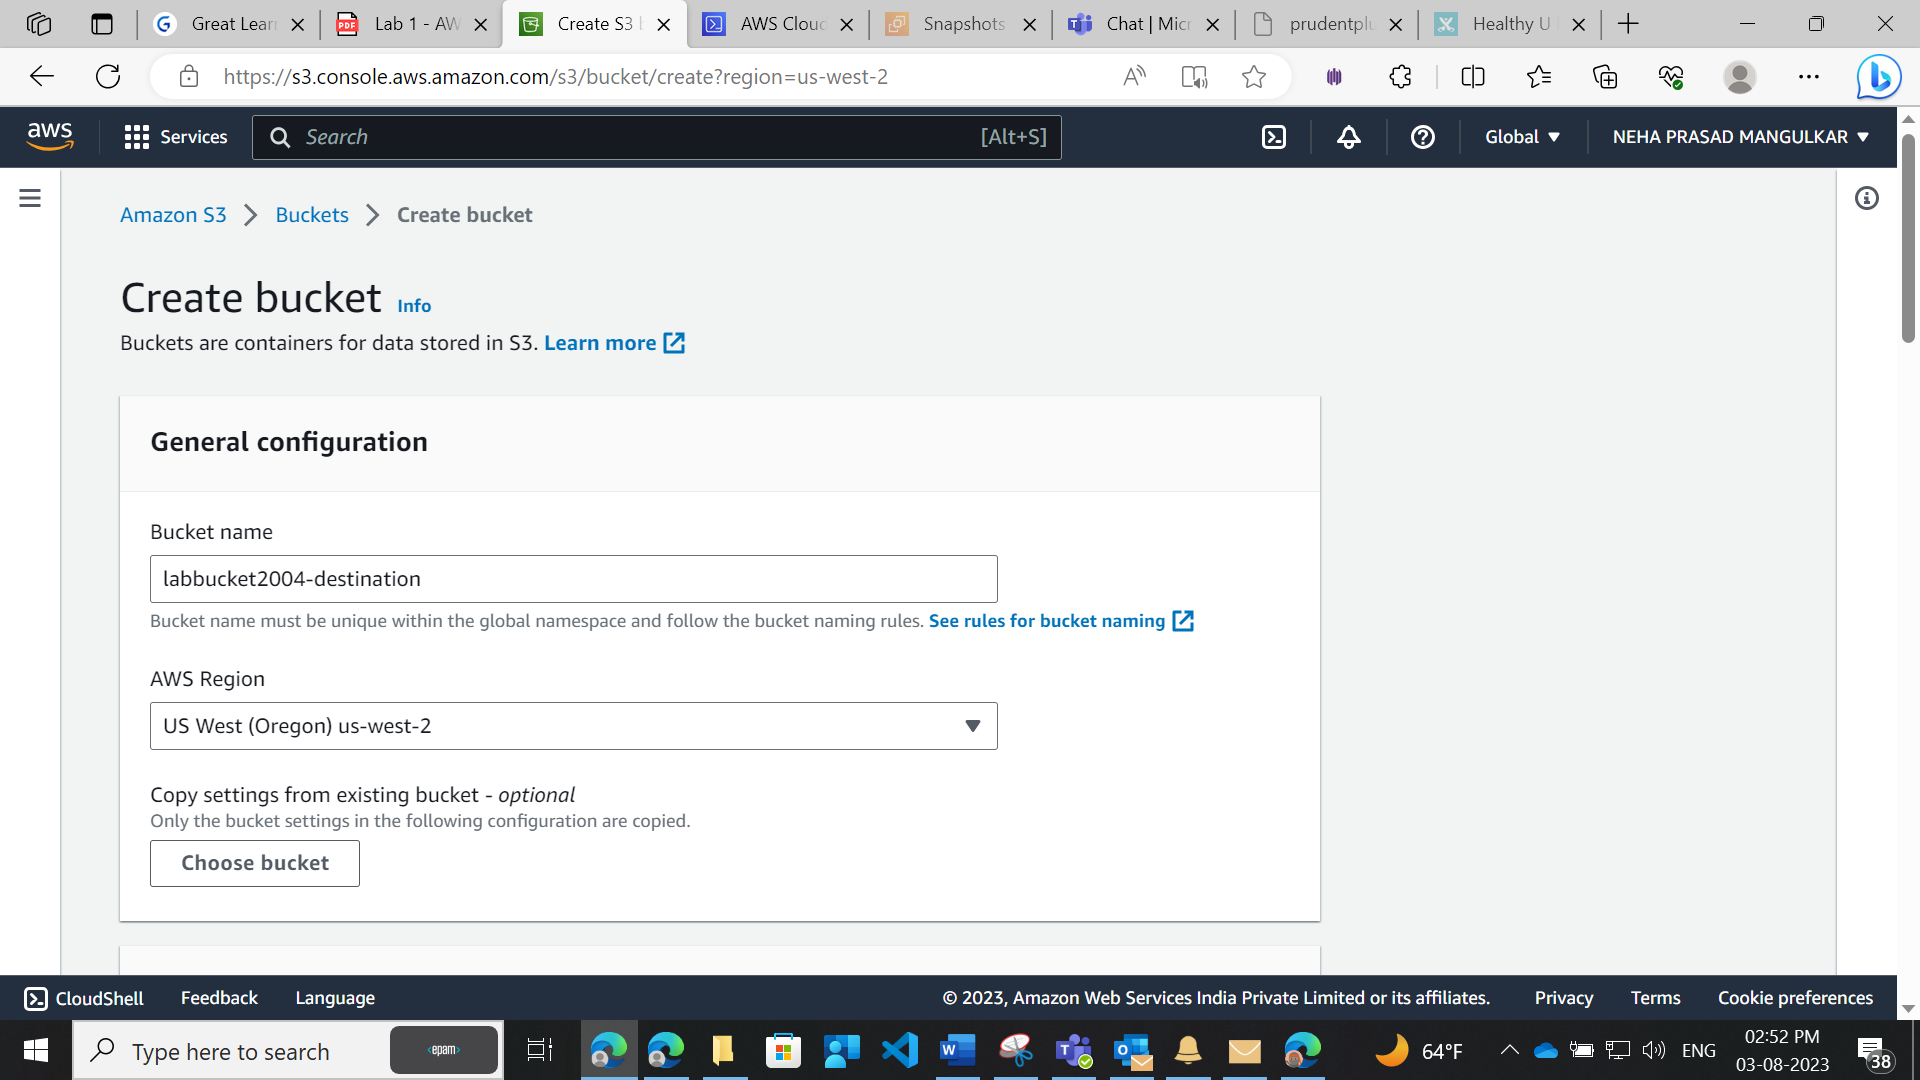 Great Lear
Lab 1 - AW
Create S3 b
AWS Cloud
Snapshots
Chat | Micr
prudentplu
Healthy U
https://s3.console.aws.amazon.com/s3/bucket/create?region=us-west-2
aws
Services
Search
[Alt+S]
Global
NEHA PRASAD MANGULKAR
Amazon S3
Buckets
Create bucket
Create bucket Info
Buckets are containers for data stored in S3. Learn more
General configuration
Bucket name
labbucket2004-destination
Bucket name must be unique within the global namespace and follow the bucket naming rules. See rules for bucket naming
AWS Region
US West (Oregon) us-west-2
Copy settings from existing bucket - optional
Only the bucket settings in the following configuration are copied.
Choose bucket
CloudShell
Feedback
Language
© 2023, Amazon Web Services India Private Limited or its affiliates.
Privacy
Terms
Cookie preferences
Type here to search
<epam>
64°F
ENG
02:52 PM
03-08-2023
38